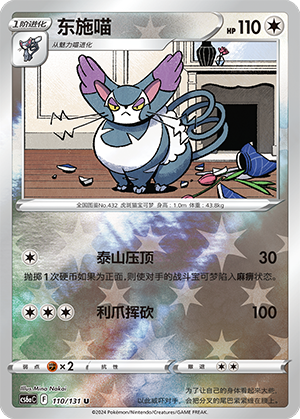 1阶进化
东施喵
HP 110
从魅力喵进化
全国图鉴No.432 虎斑猫宝可梦 身高：1.0m 体重：43.8kg
泰山压顶 30
抛掷1次硬币如果为正面，则使对手的战斗宝可梦陷入麻痹状态。
利爪挥砍 100
弱点 ×2 抗性 撤退
Illus. Mina Nakai
CS6aC F 110/131 U
为了让自己的身体看起来大些，
会把分叉的尾巴紧紧缠在腰上
以此威吓对手。
©2024 Pokémon/Nintendo/Creatures/GAME FREAK.